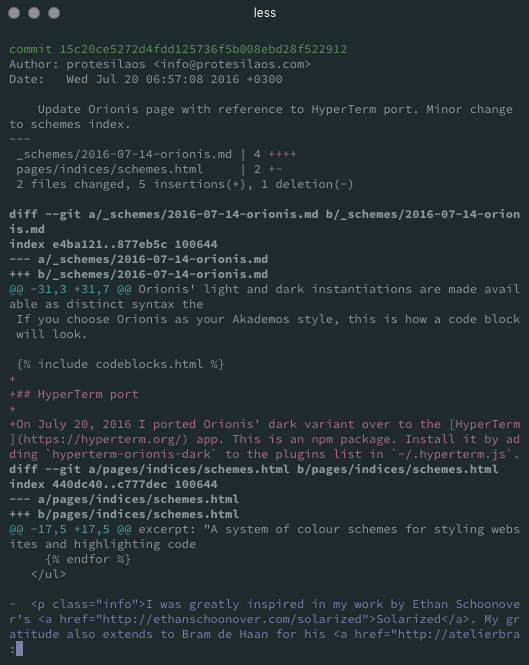 less
commit 15c20ce5272d4fdd125736f5b008ebd28f522912
Author: protesilaos <info@protesilaos.com>
Date:   Wed Jul 20 06:57:08 2016 +0300
    Update Orionis page with reference to HyperTerm port. Minor change
to schemes index.
---
 _schemes/2016-07-14-orionis.md | 4 ++++
 pages/indices/schemes.html     | 2 +-
 2 files changed, 5 insertions(+), 1 deletion(-)
diff --git a/_schemes/2016-07-14-orionis.md b/_schemes/2016-07-14-orion
is.md
index e4ba121..877eb5c 100644
--- a/_schemes/2016-07-14-orionis.md
+++ b/_schemes/2016-07-14-orionis.md
@@ -31,3 +31,7 @@ Orionis' light and dark instantiations are made avail
able as distinct syntax the
 If you choose Orionis as your Akademos style, this is how a code block
 will look.
 {% include codeblocks.html %}
+
+## HyperTerm port
+
+On July 20, 2016 I ported Orionis' dark variant over to the [HyperTerm
](https://hyperterm.org/) app. This is an npm package. Install it by ad
ding `hyperterm-orionis-dark` to the plugins list in `~/.hyperterm.js`.
diff --git a/pages/indices/schemes.html b/pages/indices/schemes.html
index 440dc40..c777dec 100644
--- a/pages/indices/schemes.html
+++ b/pages/indices/schemes.html
@@ -17,5 +17,5 @@ excerpt: "A system of colour schemes for styling webs
ites and highlighting code
     {% endfor %}
   </ul>
-  <p class="info">I was greatly inspired in my work by Ethan Schoonove
r's <a href="http://ethanschoonover.com/solarized">Solarized</a>. My gr
atitude also extends to Bram de Haan for his <a href="http://atelierbra
: